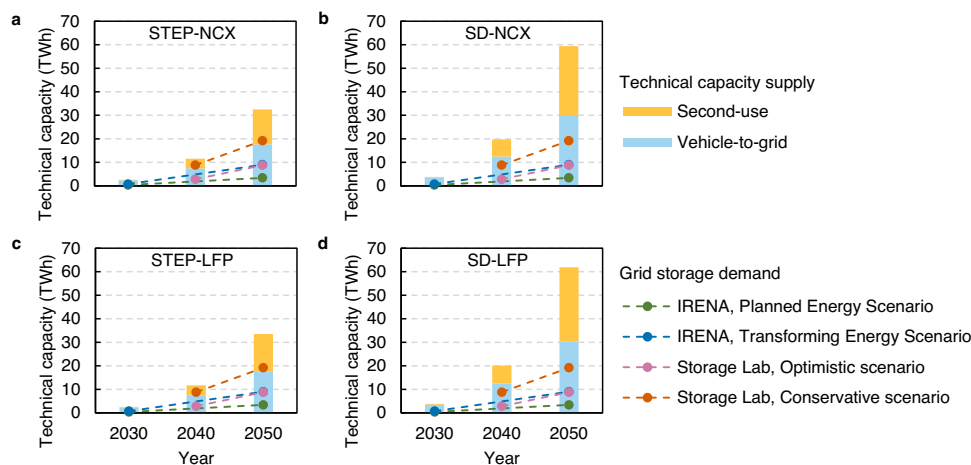 a
STEP-NCX
Technical capacity (TWh)
70
60
50
40
30
20
10
0
b
SD-NCX
Technical capacity (TWh)
70
60
50
40
30
20
10
0
Technical capacity supply
Second-use
Vehicle-to-grid
c
STEP-LFP
Technical capacity (TWh)
70
60
50
40
30
20
10
0
2030 2040 2050
Year
d
SD-LFP
Technical capacity (TWh)
70
60
50
40
30
20
10
0
2030 2040 2050
Year
Grid storage demand
IRENA, Planned Energy Scenario
IRENA, Transforming Energy Scenario
Storage Lab, Optimistic scenario
Storage Lab, Conservative scenario